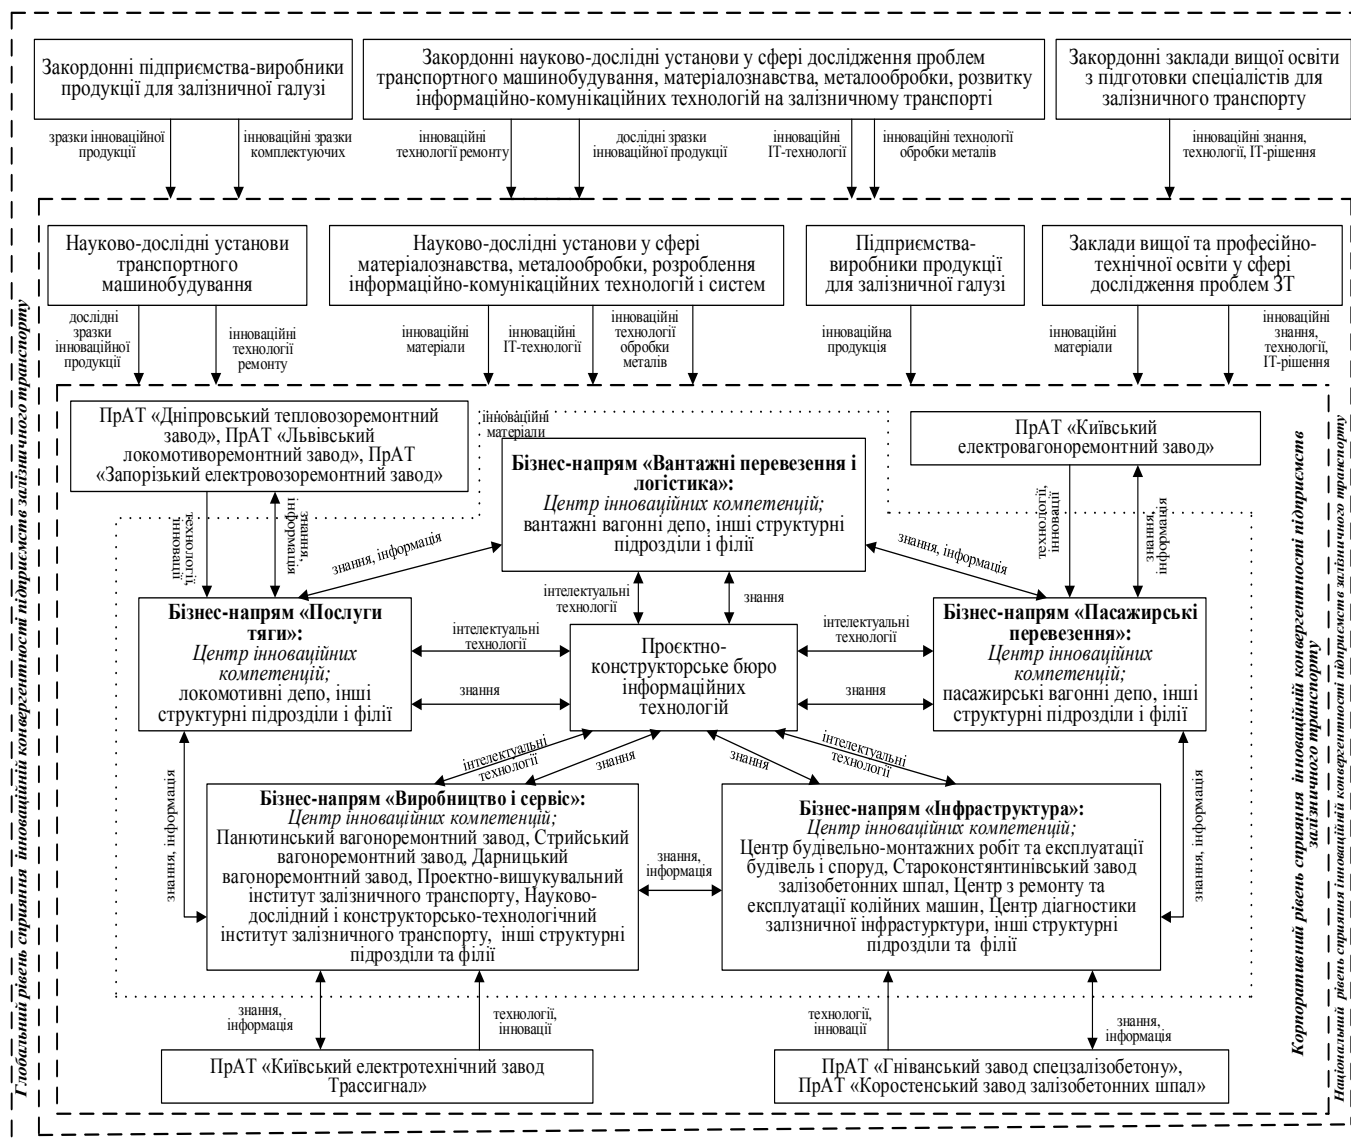 Закордонні підприємства-виробники
продукції для залізничної галузі
Закордонні науково-дослідні установи у сфері дослідження проблем
транспортного машинобудування, матеріалознавства, металообробки, розвитку
інформаційно-комунікаційних технологій на залізничному транспорті
Закордонні заклади вищої освіти
з підготовки спеціалістів для
залізничного транспорту
зразки інноваційної
продукції
інноваційні зразки
комплектуючих
інноваційні
технології ремонту
дослідні зразки
інноваційної продукції
інноваційні
ІТ-технології
інноваційні технології
обробки металів
інноваційні знання,
технології, ІТ-рішення
Науково-дослідні установи
транспортного
машинобудування
Науково-дослідні установи у сфері
матеріалознавства, металообробки, розроблення
інформаційно-комунікаційних технологій і систем
Підприємства-
виробники продукції
для залізничної галузі
Заклади вищої та професійно-
технічної освіти у сфері
дослідження проблем ЗТ
дослідні
зразки
інноваційної
продукції
інноваційні
технології
ремонту
інноваційні
матеріали
інноваційні
ІТ-технології
інноваційні
технології
обробки
металів
інноваційна
продукція
інноваційні
матеріали
інноваційні
знання,
технології,
ІТ-рішення
ПрАТ «Дніпровський тепловозоремонтний
завод», ПрАТ «Львівський
локомотиворемонтний завод», ПрАТ
«Запорізький електровозоремонтний завод»
інноваційні
матеріали
ПрАТ «Київський
електровагоноремонтний завод»
Бізнес-напрям «Вантажні перевезення і
логістика»:
Центр інноваційних компетенцій;
вантажні вагонні депо, інші структурні
підрозділи і філії
технології,
інновації
знання,
інформація
знання, інформація
знання, інформація
технології,
інновації
знання,
інформація
інтелектуальні
технології
знання
Бізнес-напрям «Послуги
тяги»:
Центр інноваційних
компетенцій;
локомотивні депо, інші
структурні підрозділи і філії
інтелектуальні
технології
знання
Проєктно-
конструкторське бюро
інформаційних
технологій
інтелектуальні
технології
знання
Бізнес-напрям «Пасажирські
перевезення»:
Центр інноваційних
компетенцій;
пасажирські вагонні депо, інші
структурні підрозділи і філії
інтелектуальні
технології
знання
знання
інтелектуальні
технології
знання, інформація
Бізнес-напрям «Виробництво і сервіс»:
Центр інноваційних компетенцій;
Панютинський вагоноремонтний завод, Стрийський
вагоноремонтний завод, Дарницький
вагоноремонтний завод, Проектно-вишукувальний
інститут залізничного транспорту, Науково-
дослідний і конструкторсько-технологічний
інститут залізничного транспорту, інші структурні
підрозділи та філії
знання,
інформація
Бізнес-напрям «Інфраструктура»:
Центр інноваційних компетенцій;
Центр будівельно-монтажних робіт та експлуатації
будівель і споруд, Староконстянтинівський завод
залізобетонних шпал, Центр з ремонту та
експлуатації колійних машин, Центр діагностики
залізничної інфрастурктури, інші структурні
підрозділи та філії
знання, інформація
знання,
інформація
технології,
інновації
технології,
інновації
знання,
інформація
ПрАТ «Київський електротехнічний завод
Трассигнал»
ПрАТ «Гніванський завод спецзалізобетону»,
ПрАТ «Коростенський завод залізобетонних шпал»
Глобальний рівень сприяння інноваційній конвергентності підприємств залізничного транспорту
Корпоративний рівень сприяння інноваційній конвергентності підприємств
залізничного транспорту
Національний рівень сприяння інноваційній конвергентності підприємств залізничного транспорту